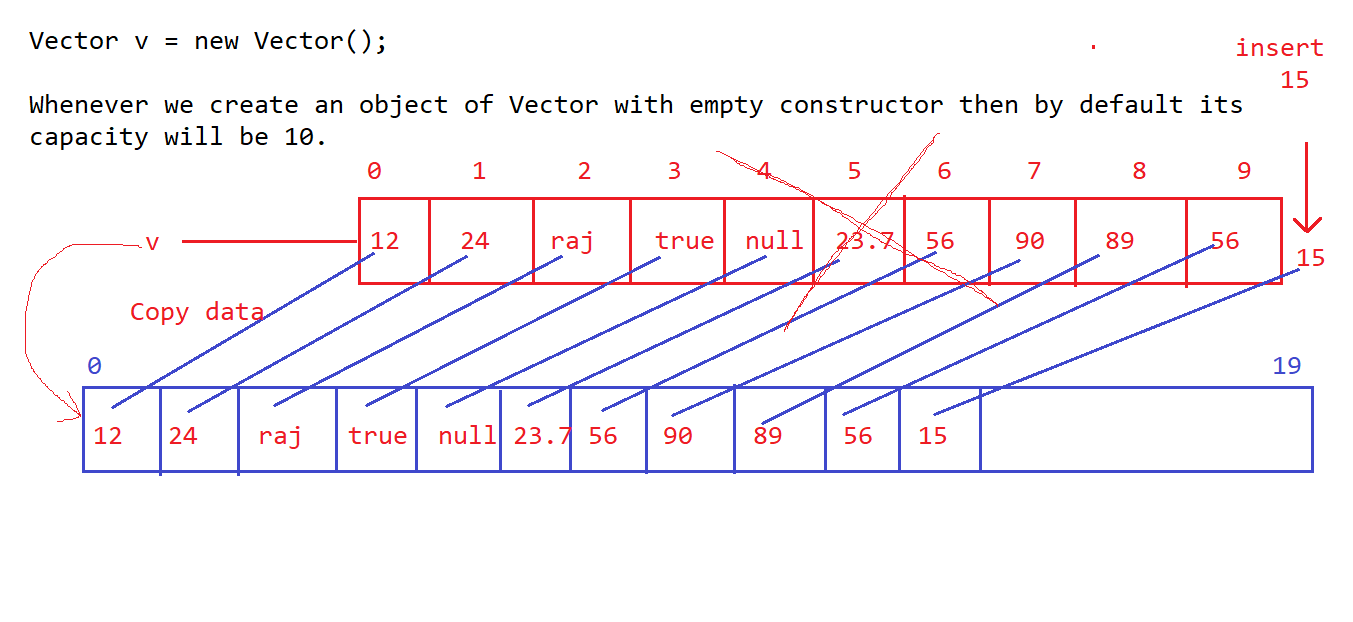 Vector v = new Vector();
insert
15
Whenever we create an object of Vector with empty constructor then by default its
capacity will be 10.
0 1 2 3 4 5 6 7 8 9
v 12 24 raj true null 23.7 56 90 89 56 15
Copy data
0 19
12 24 raj true null 23.7 56 90 89 56 15